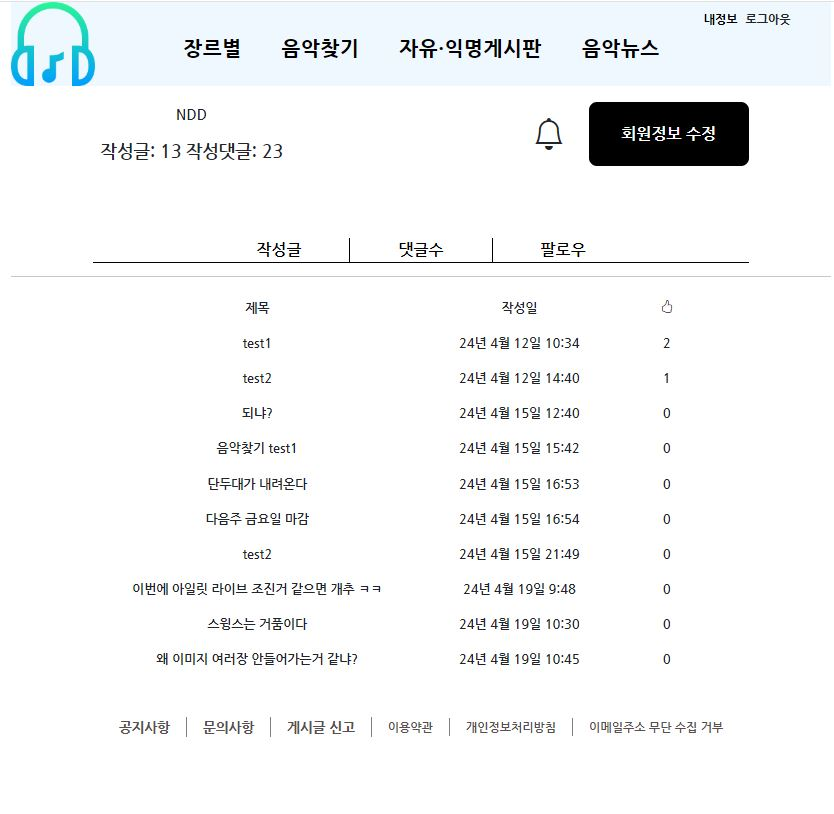 내정보 로그아웃
장르별 음악찾기 자유·익명게시판 음악뉴스
NDD
회원정보 수정
작성글: 13 작성댓글: 23
작성글 댓글수 팔로우
제목 작성일
test1 24년 4월 12일 10:34 2
test2 24년 4월 12일 14:40 1
되냐? 24년 4월 15일 12:40 0
음악찾기 test1 24년 4월 15일 15:42 0
단두대가 내려온다 24년 4월 15일 16:53 0
다음주 금요일 마감 24년 4월 15일 16:54 0
test2 24년 4월 15일 21:49 0
이번에 아일릿 라이브 조진거 같으면 개추 ㅋㅋ 24년 4월 19일 9:48 0
스윙스는 거품이다 24년 4월 19일 10:30 0
왜 이미지 여러장 안들어가는거 같냐? 24년 4월 19일 10:45 0
공지사항 문의사항 게시글 신고 이용약관 개인정보처리방침 이메일주소 무단 수집 거부